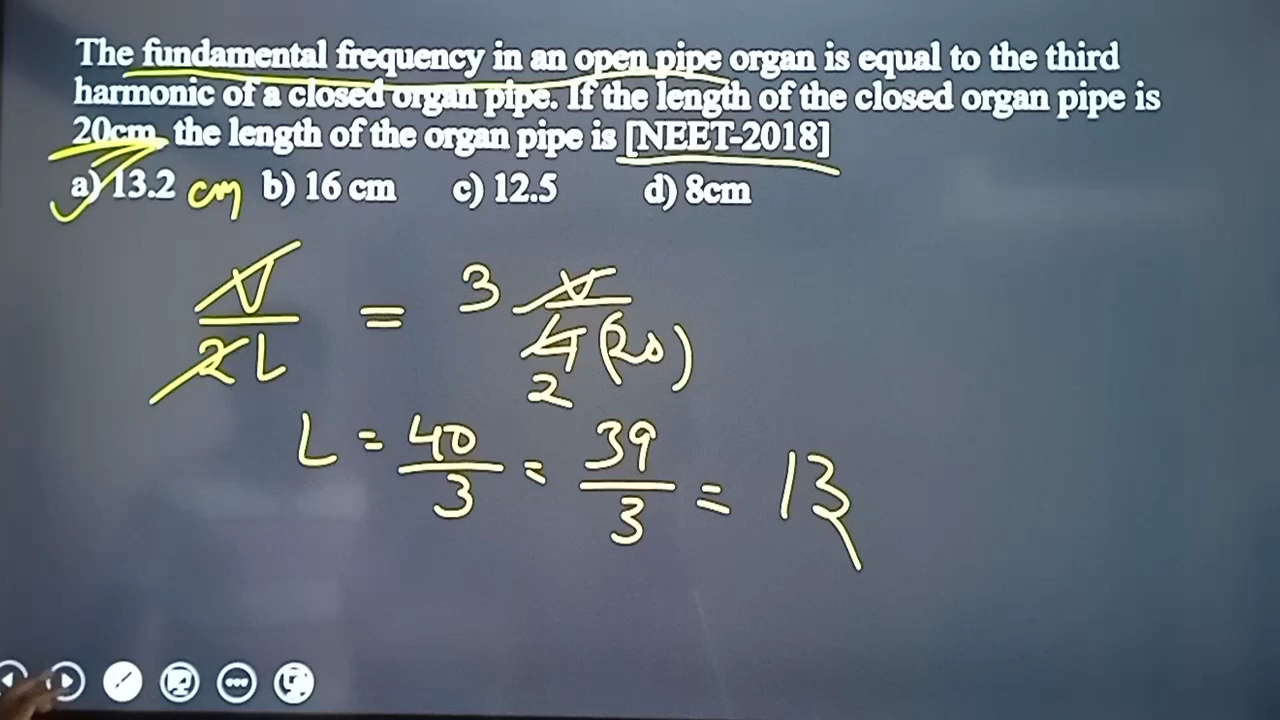 The fundamental frequency in an open pipe organ is equal to the third
harmonic of a closed organ pipe. If the length of the closed organ pipe is
20cm, the length of the organ pipe is [NEET-2018]
a) 13.2 cm b) 16 cm c) 12.5 d) 8cm
V/2L = 3 V/4(20)
2
L = 40/3 = 39/3 = 13